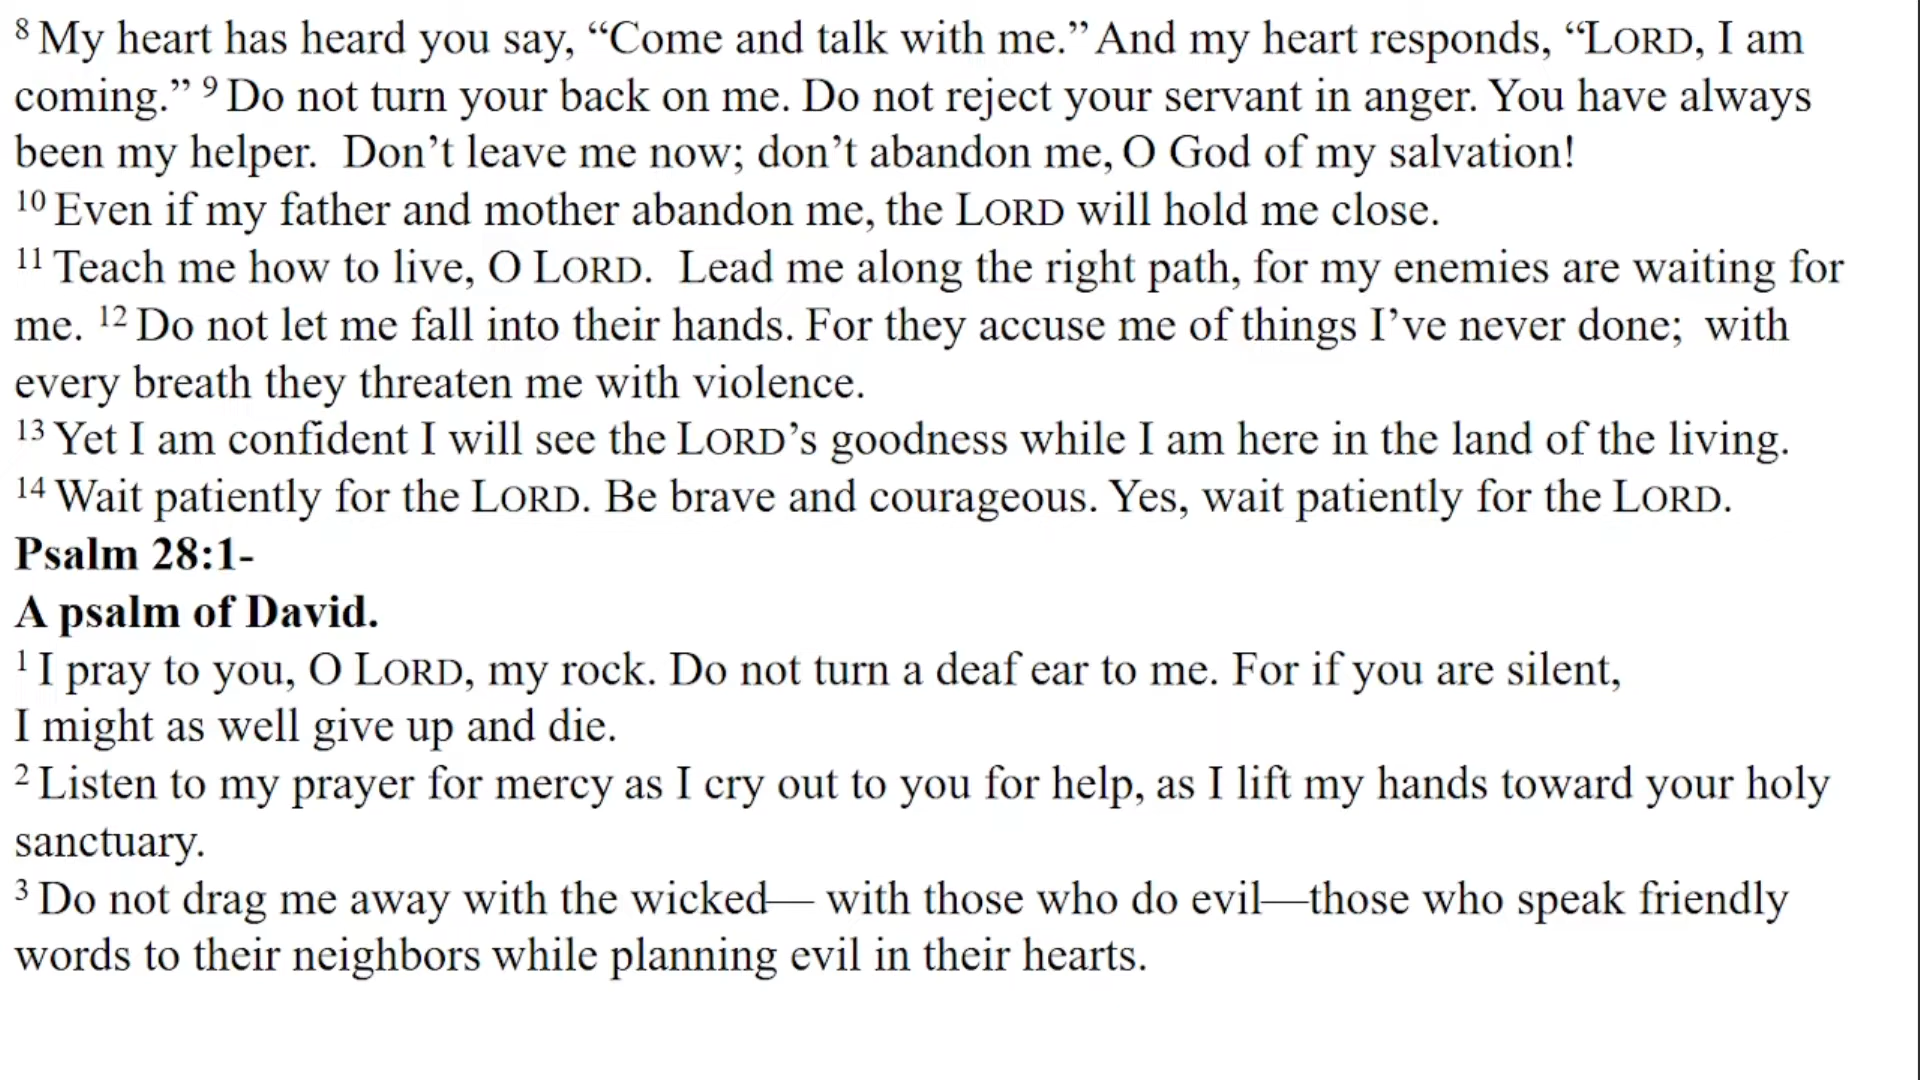 8 My heart has heard you say, “Come and talk with me.” And my heart responds, “LORD, I am
coming.” 9 Do not turn your back on me. Do not reject your servant in anger. You have always
been my helper.  Don’t leave me now; don’t abandon me, O God of my salvation!
10 Even if my father and mother abandon me, the LORD will hold me close.
11 Teach me how to live, O LORD.  Lead me along the right path, for my enemies are waiting for
me. 12 Do not let me fall into their hands. For they accuse me of things I’ve never done;  with
every breath they threaten me with violence.
13 Yet I am confident I will see the LORD’s goodness while I am here in the land of the living.
14 Wait patiently for the LORD. Be brave and courageous. Yes, wait patiently for the LORD.
Psalm 28:1-
A psalm of David.
1 I pray to you, O LORD, my rock. Do not turn a deaf ear to me. For if you are silent,
I might as well give up and die.
2 Listen to my prayer for mercy as I cry out to you for help, as I lift my hands toward your holy
sanctuary.
3 Do not drag me away with the wicked— with those who do evil—those who speak friendly
words to their neighbors while planning evil in their hearts.